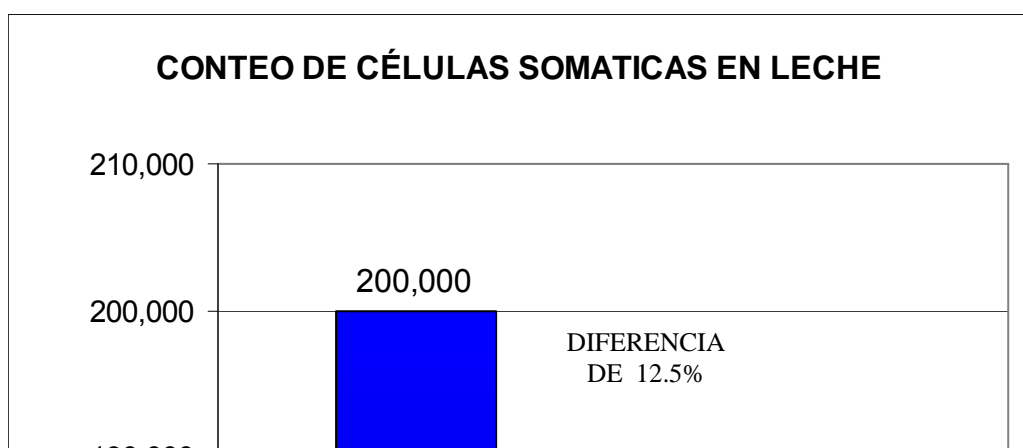 CONTEO DE CÉLULAS SOMATICAS EN LECHE
210,000
200,000
200,000
DIFERENCIA
DE 12.5%